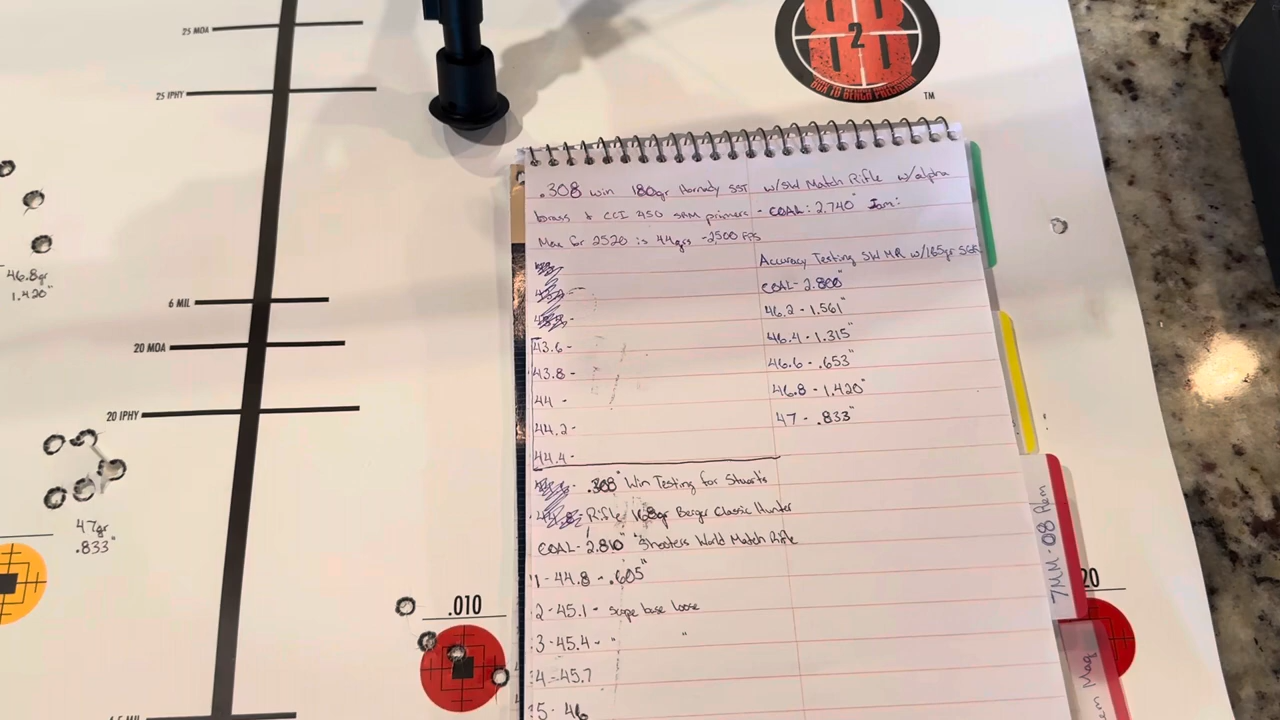 25 MOA
25 IPHY
2
BOX TO BENCH PRECISION
TM
46.8gr
1.420"
6 MIL
20 MOA
20 IPHY
47gr
.833"
.010
.308 win 180gr Hornady SST w/SW Match Rifle w/alpha
brass & CCI 450 SRM primers - COAL: 2.740" Jam:
Max for 2520 is 44grs ~2500 FPS
43.6 -
43.8 -
44 -
44.2 -
44.4 -
Accuracy Testing SW MR w/165gr
COAL - 2.800"
46.2 - 1.561"
46.4 - 1.315"
46.6 - .653"
46.8 - 1.420"
47 - .833"
.308" Win Testing for Stuart's
Rifle 168gr Berger Classic Hunter
COAL - 2.810" "Shooters World Match Rifle
1 - 44.8 - .605"
2 - 45.1 - scope base loose
3 - 45.4 - " "
4 - 45.7
5 - 46
7MM-08 Rem
Mag
20